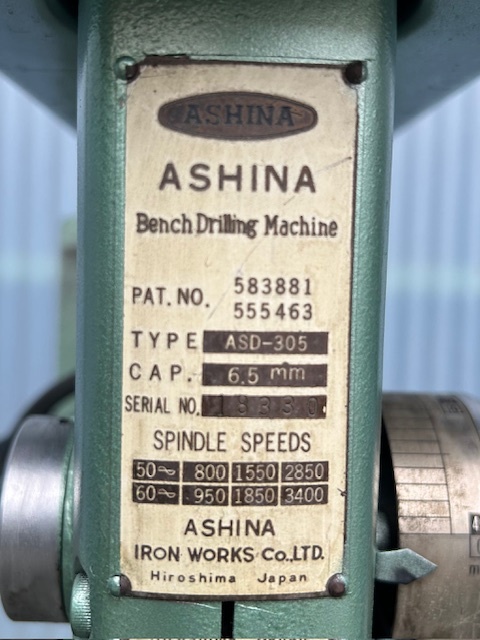 ASHINA
ASHINA
Bench Drilling Machine
PAT. NO. 583881
555463
TYPE ASD-305
CAP. 6.5 mm
SERIAL NO.
SPINDLE SPEEDS
50~ 800 1550 2850
60~ 950 1850 3400
ASHINA
IRON WORKS Co.,LTD.
Hiroshima Japan